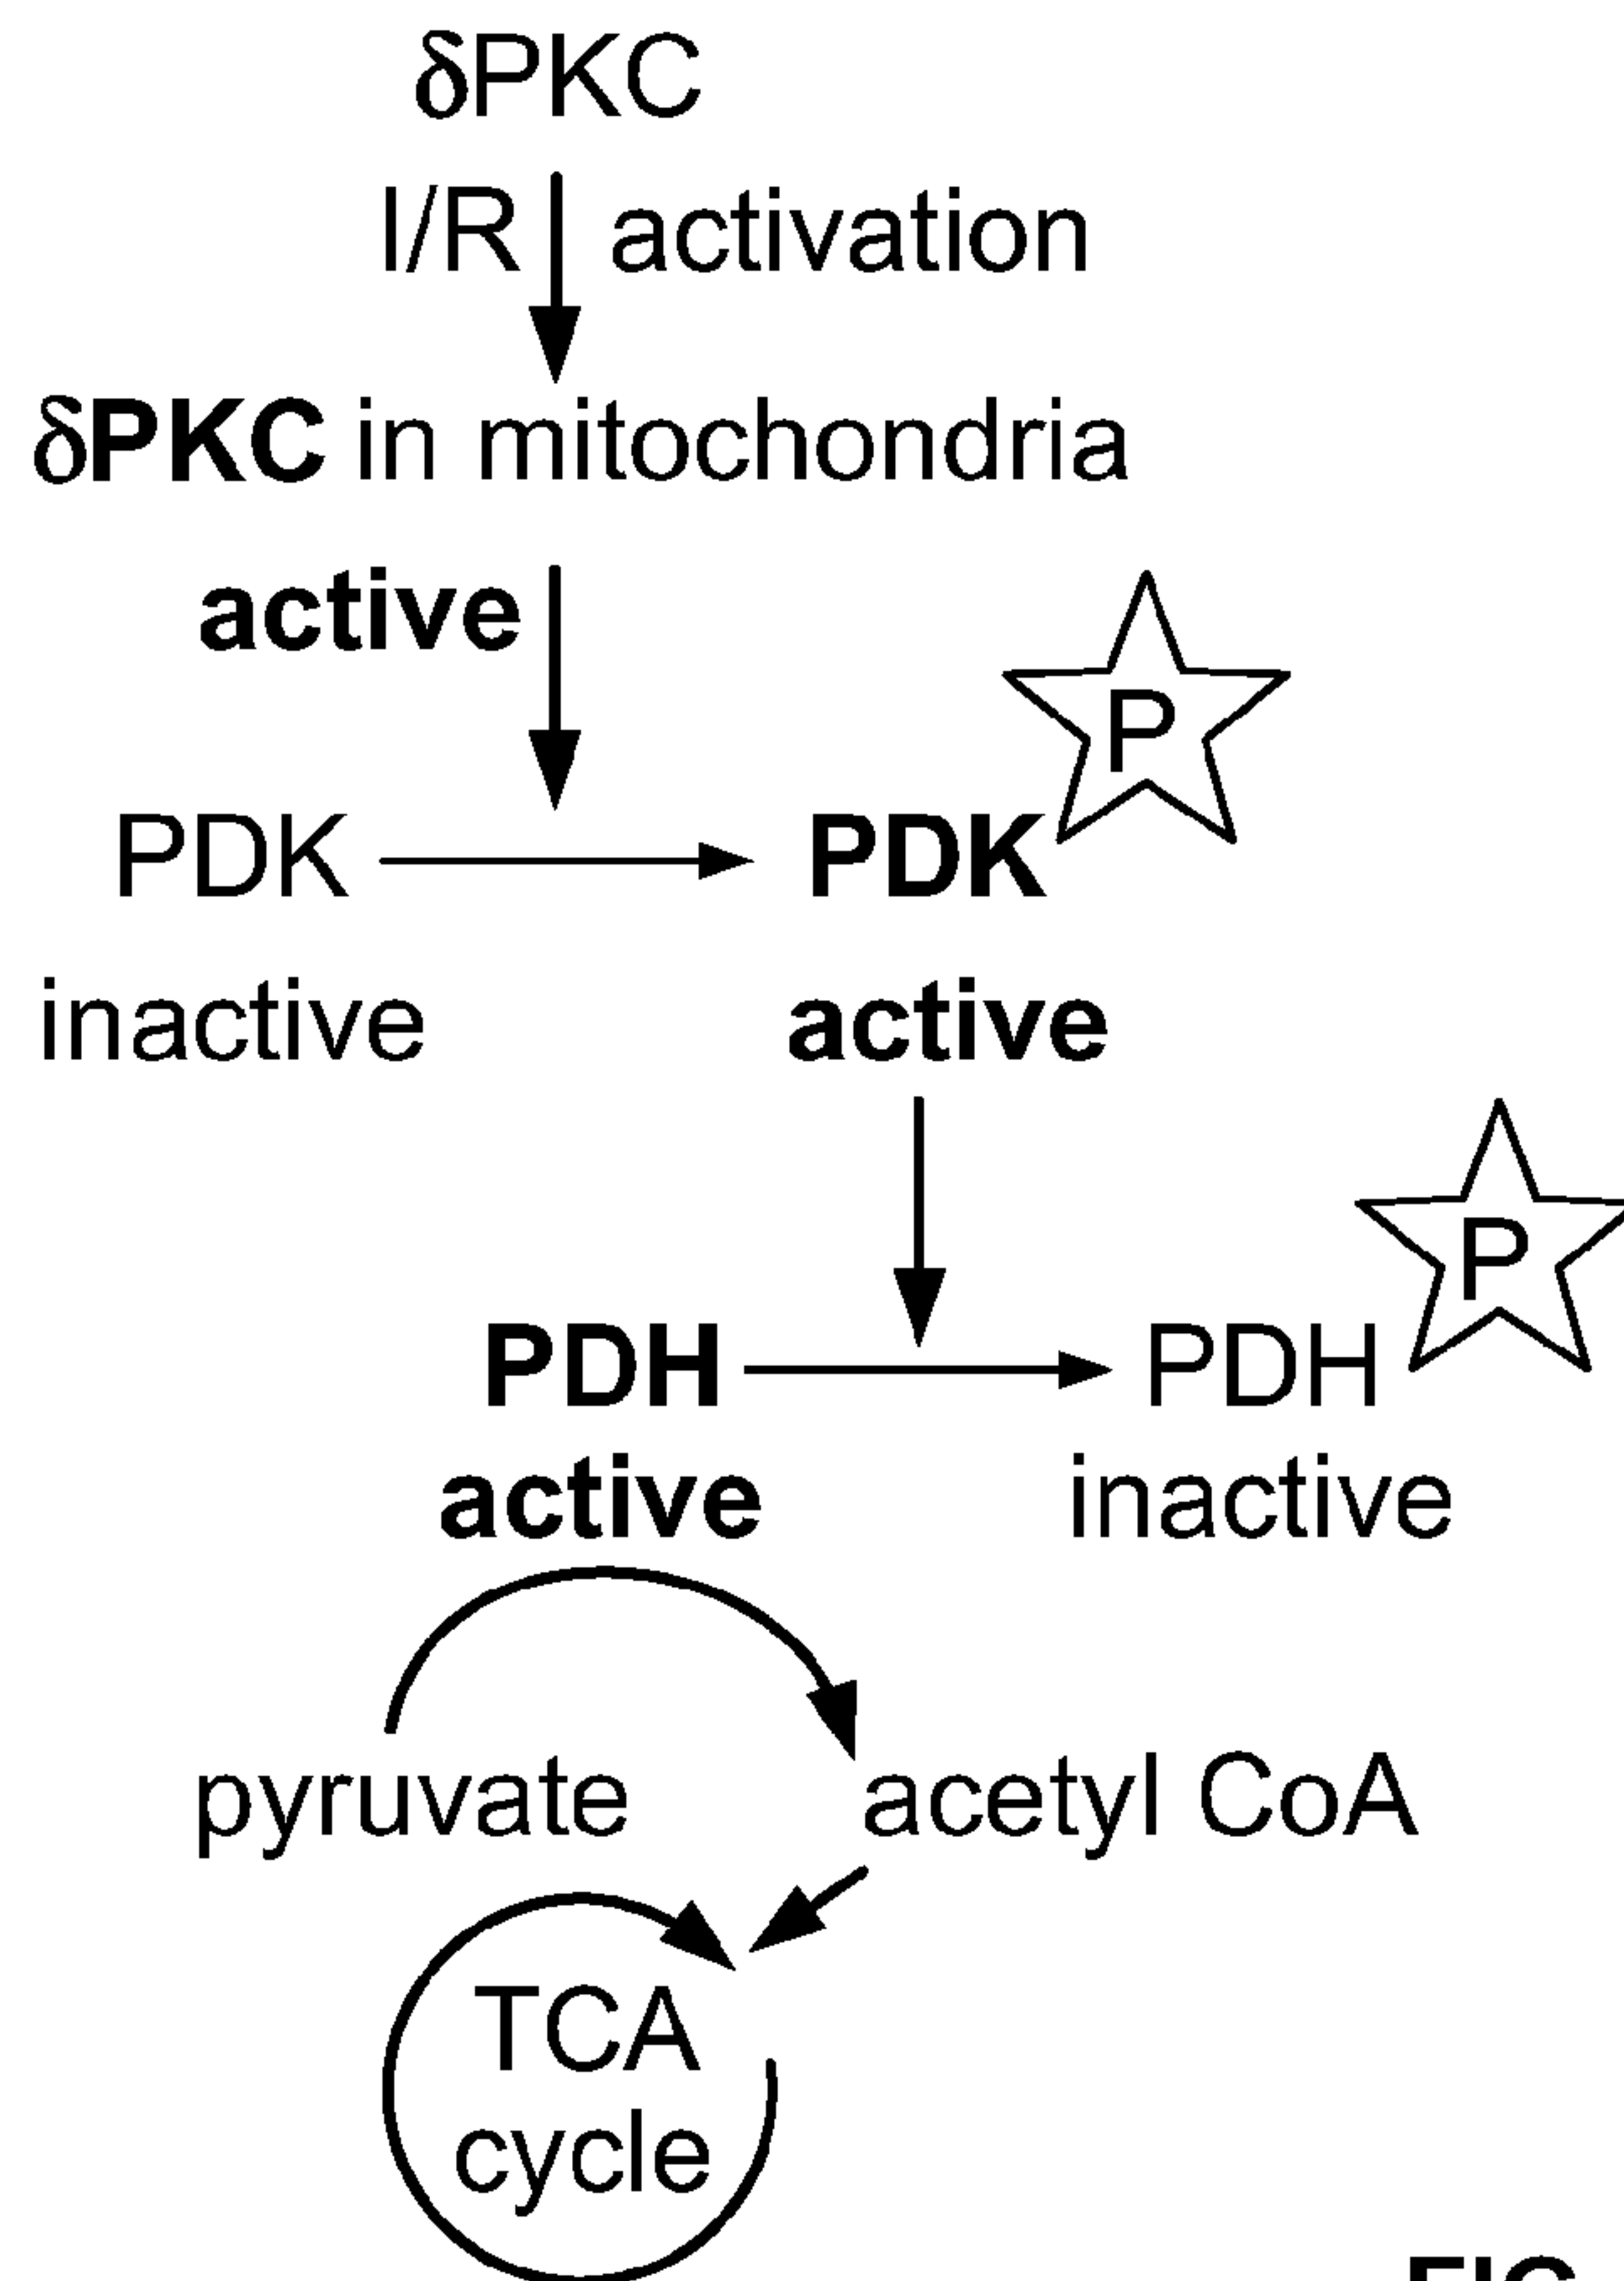 δPKC
I/R activation
δPKC in mitochondria
active
P
PDK PDK
inactive active
P
PDH PDH
active inactive
pyruvate acetyl CoA
TCA
cycle